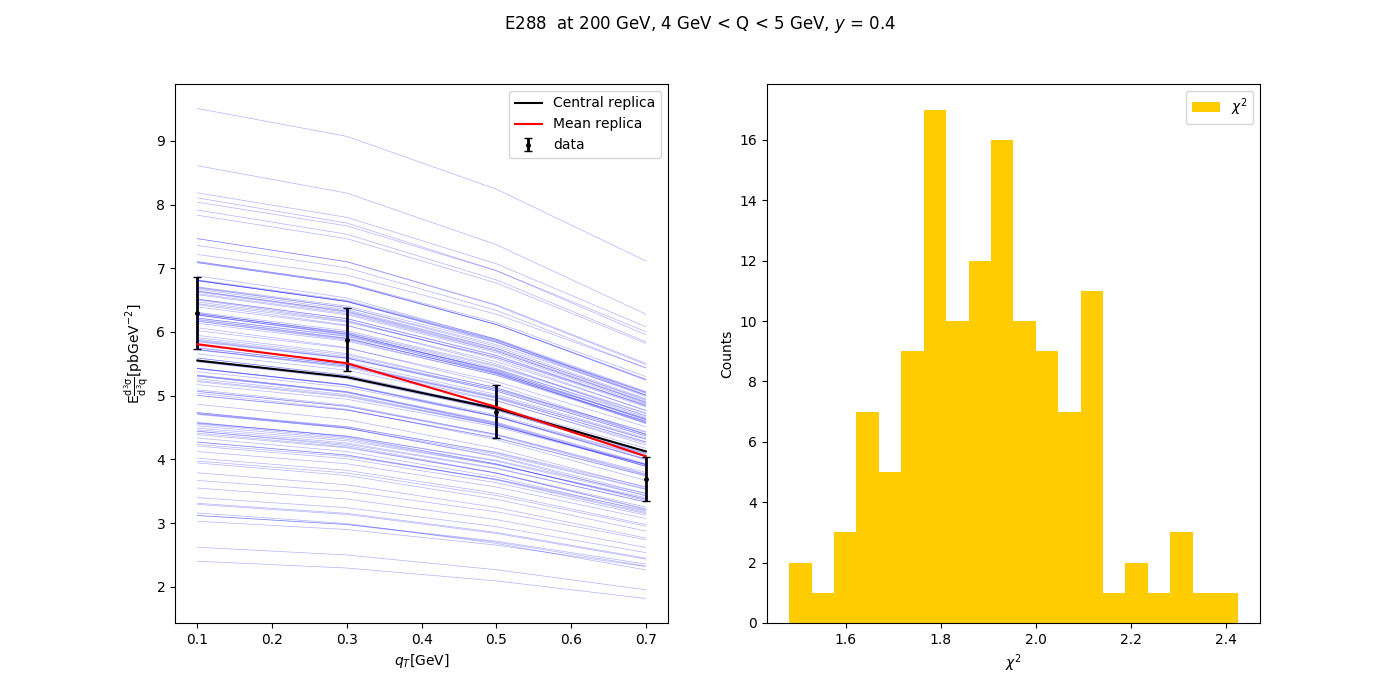 E288 at 200 GeV, 4 GeV < Q < 5 GeV, y = 0.4
Central replica
Mean replica
data
9
8
7
6
5
4
3
2
E d³σ/d³q [pbGeV⁻²]
0.1 0.2 0.3 0.4 0.5 0.6 0.7
q_T[GeV]
χ²
16
14
12
10
8
6
4
2
0
Counts
1.6 1.8 2.0 2.2 2.4
χ²